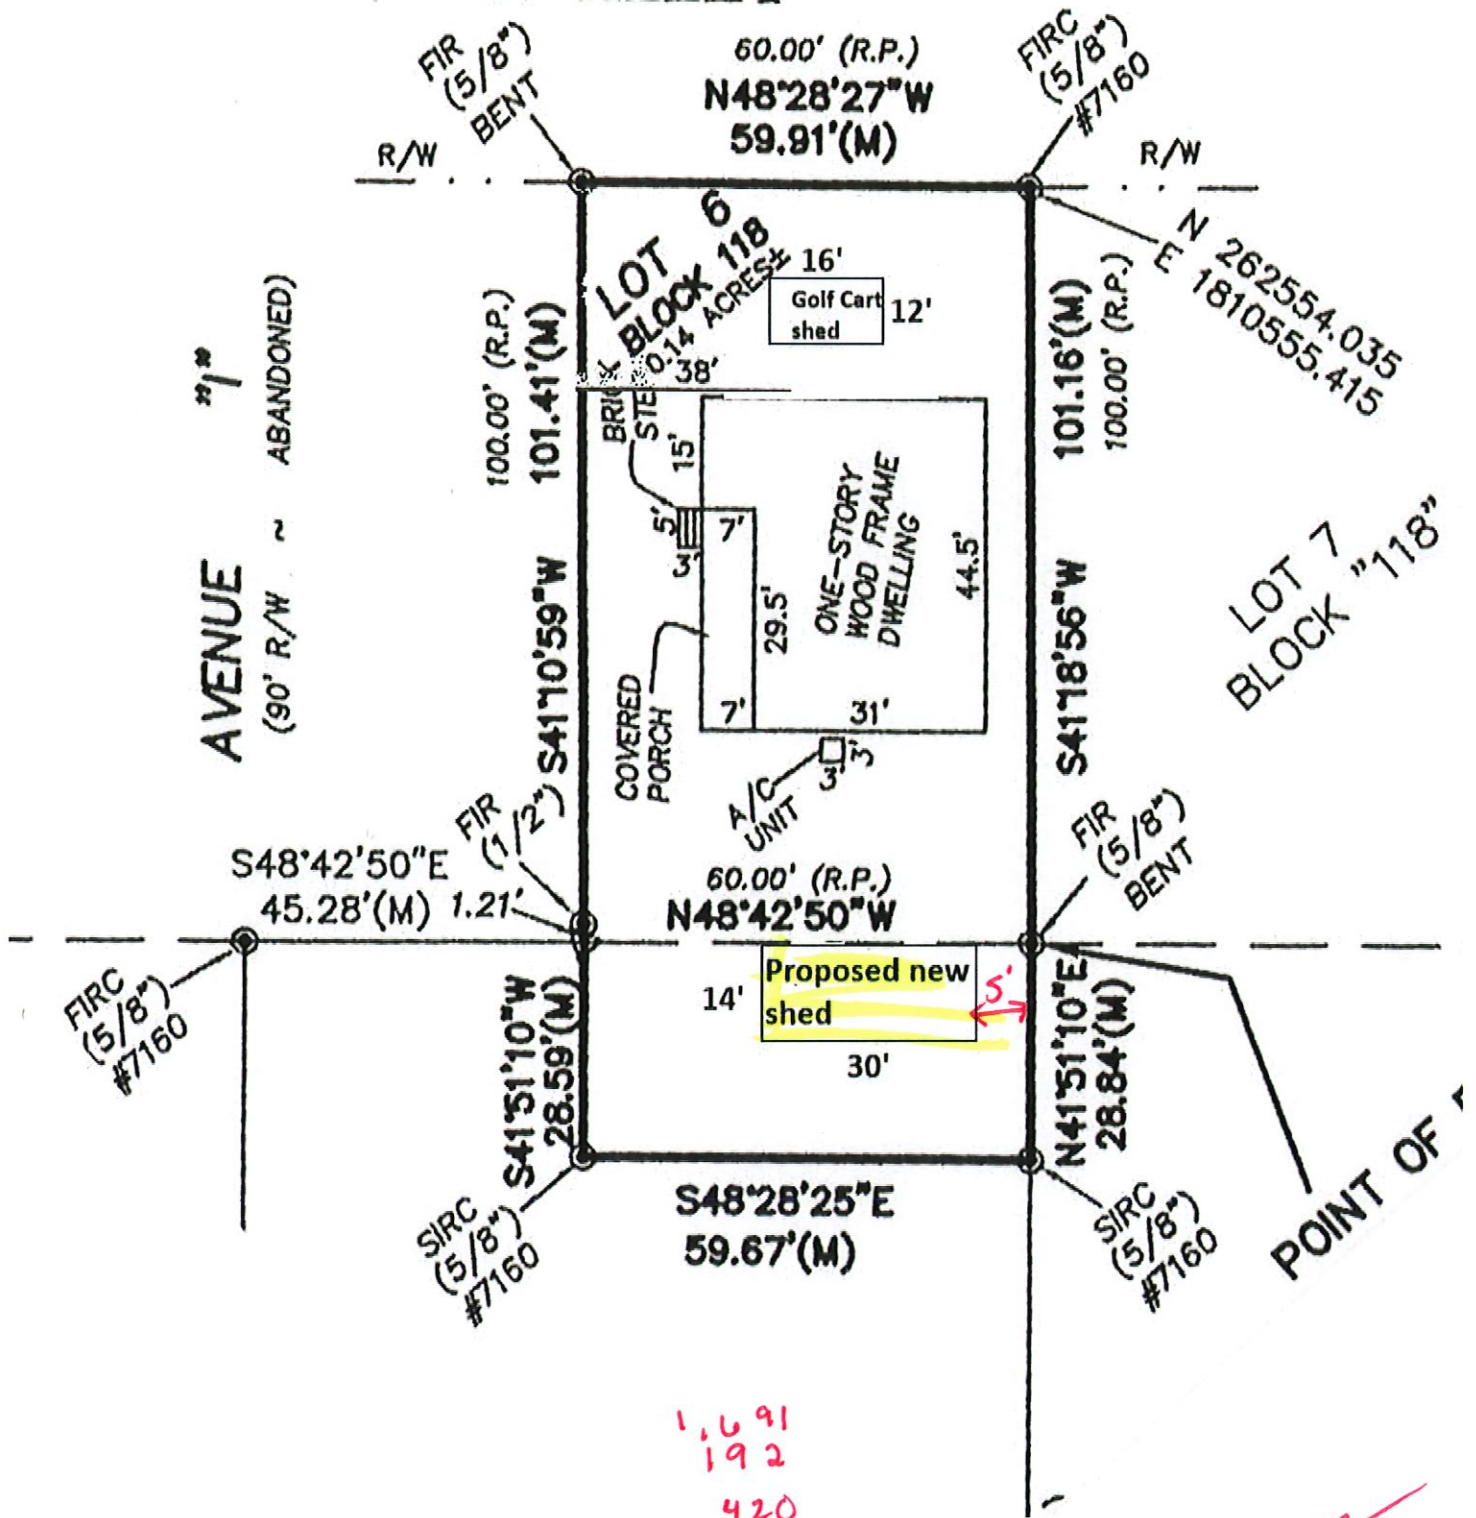 60.00' (R.P.)
N48°28'27"W
59.91'(M)
FIR
(5/8")
BENT
FIRC
(5/8")
#7160
R/W
R/W
N 262554.035
E 1810555.415
LOT 6
BLOCK 118
0.14 ACRES±
16'
Golf Cart
shed
12'
38'
AVENUE "I"
(90' R/W ~ ABANDONED)
100.00' (R.P.)
101.41'(M)
S41°10'59"W
101.16'(M)
100.00' (R.P.)
S41°18'56"W
15'
5'
3'
7'
29.5'
7'
31'
44.5'
ONE-STORY
WOOD FRAME
DWELLING
COVERED
PORCH
A/C
UNIT
3'
3'
LOT 7
BLOCK "118"
FIR
(1/2")
S48°42'50"E
45.28'(M)
1.21'
60.00' (R.P.)
N48°42'50"W
FIR
(5/8")
BENT
FIRC
(5/8")
#7160
Proposed new
shed
14'
30'
5'
S41°51'10"W
28.59'(M)
N41°51'10"E
28.84'(M)
S48°28'25"E
59.67'(M)
SIRC
(5/8")
#7160
SIRC
(5/8")
#7160
POINT OF
1,691
192
420